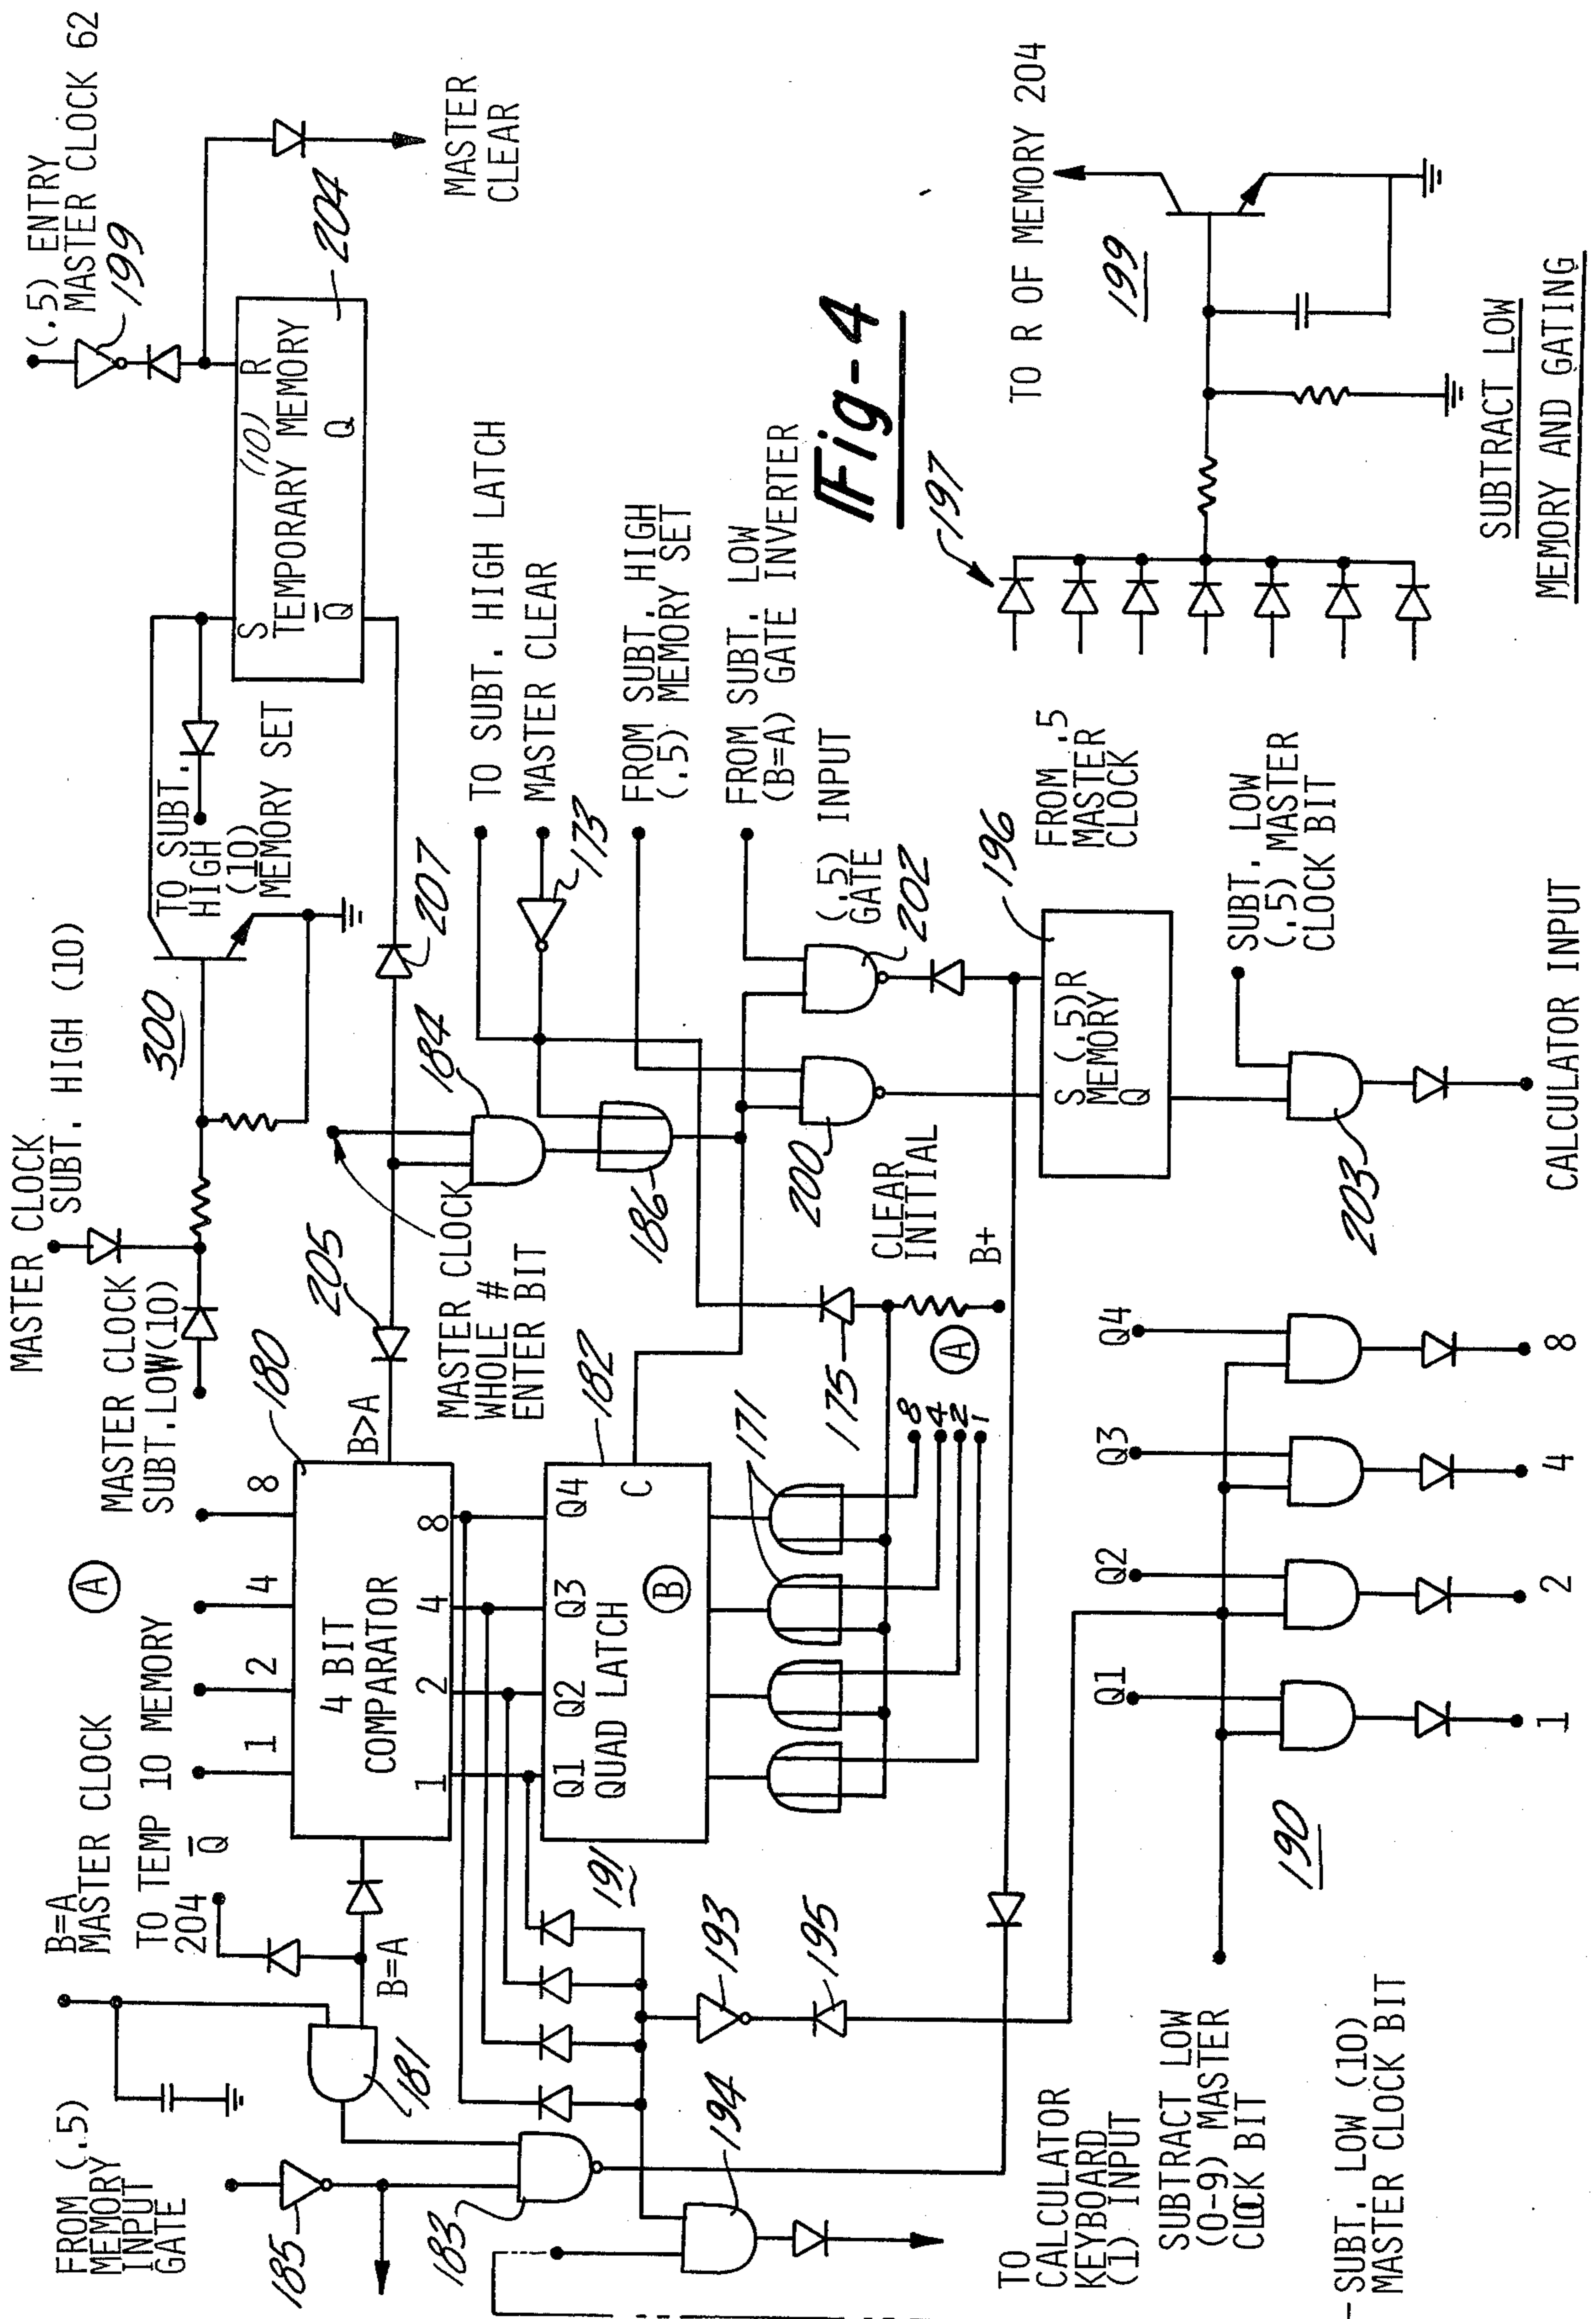 FROM (.5)
MEMORY
INPUT
GATE
185
B=A
MASTER CLOCK
TO TEMP 10 MEMORY
204 Q̅
181
B=A
183
194
TO
CALCULATOR
KEYBOARD
(1) INPUT
193
195
191
A
1 2 4 8
4 BIT
COMPARATOR
1 2 4 8
180
B>A
205
207
MASTER CLOCK
SUBT. HIGH (10)
MASTER CLOCK
SUBT. LOW(10)
300
TO SUBT.
HIGH
(10)
MEMORY SET
S (10) R
TEMPORARY MEMORY
Q̅ Q
204
(.5) ENTRY
MASTER CLOCK 62
199
MASTER
CLEAR
Q1 Q2 Q3 Q4
QUAD LATCH
B
C
182
171
8
4
2
1
A
175
CLEAR
INITIAL
B+
MASTER CLOCK
WHOLE #
ENTER BIT
184
186
173
TO SUBT. HIGH LATCH
MASTER CLEAR
FROM SUBT. HIGH
(.5) MEMORY SET
FROM SUBT. LOW
(B=A) GATE INVERTER
200
(.5) INPUT
GATE
202
S (.5)R
MEMORY
Q
196
FROM .5
MASTER
CLOCK
SUBT. LOW
(.5) MASTER
CLOCK BIT
203
CALCULATOR INPUT
SUBTRACT LOW
(0-9) MASTER
CLOCK BIT
SUBT. LOW (10)
MASTER CLOCK BIT
190
Q1 Q2 Q3 Q4
1 2 4 8
Fig-4
197
199
TO R OF MEMORY 204
SUBTRACT LOW
MEMORY AND GATING